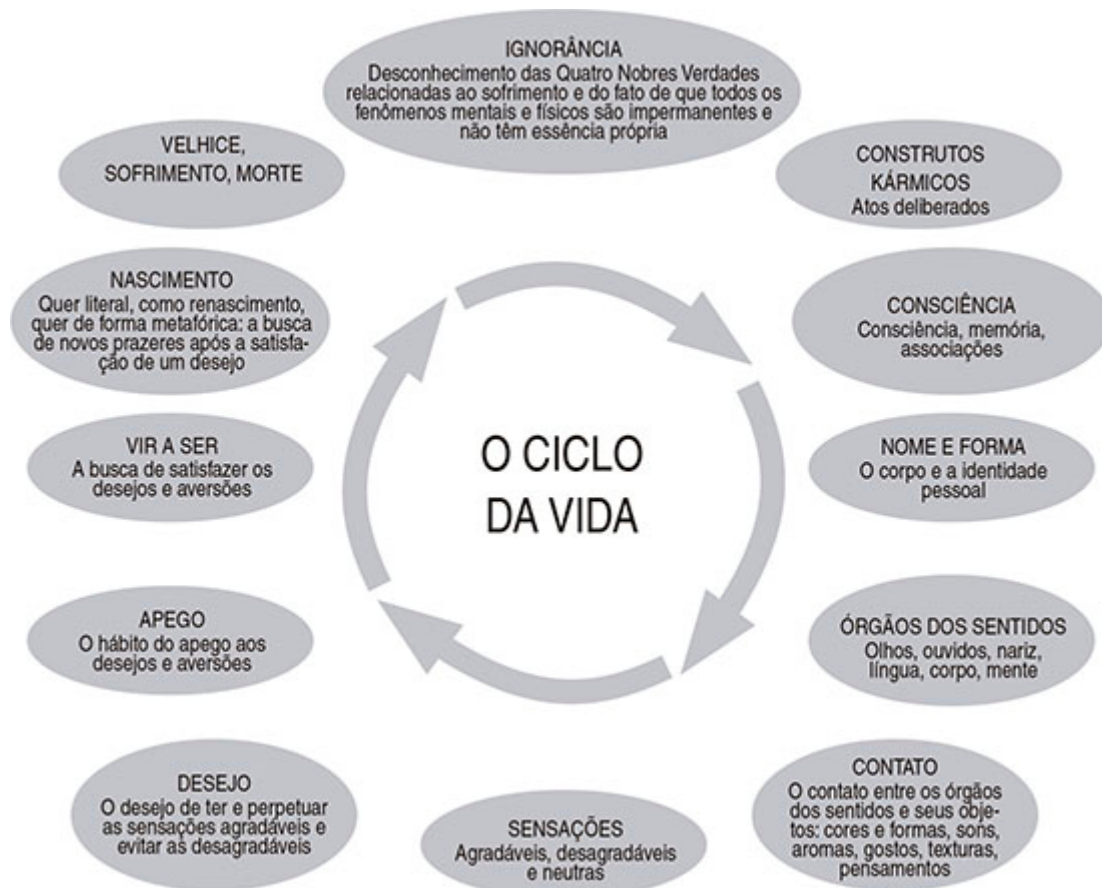 IGNORÂNCIA
Desconhecimento das Quatro Nobres Verdades
relacionadas ao sofrimento e do fato de que todos os
fenômenos mentais e físicos são impermanentes e
não têm essência própria
CONSTRUTOS
KÁRMICOS
Atos deliberados
CONSCIÊNCIA
Consciência, memória,
associações
NOME E FORMA
O corpo e a identidade
pessoal
ÓRGÃOS DOS SENTIDOS
Olhos, ouvidos, nariz,
língua, corpo, mente
CONTATO
O contato entre os órgãos
dos sentidos e seus obje-
tos: cores e formas, sons,
aromas, gostos, texturas,
pensamentos
SENSAÇÕES
Agradáveis, desagradáveis
e neutras
DESEJO
O desejo de ter e perpetuar
as sensações agradáveis e
evitar as desagradáveis
APEGO
O hábito do apego aos
desejos e aversões
VIR A SER
A busca de satisfazer os
desejos e aversões
NASCIMENTO
Quer literal, como renascimento,
quer de forma metafórica: a busca
de novos prazeres após a satisfa-
ção de um desejo
VELHICE,
SOFRIMENTO, MORTE
O CICLO
DA VIDA